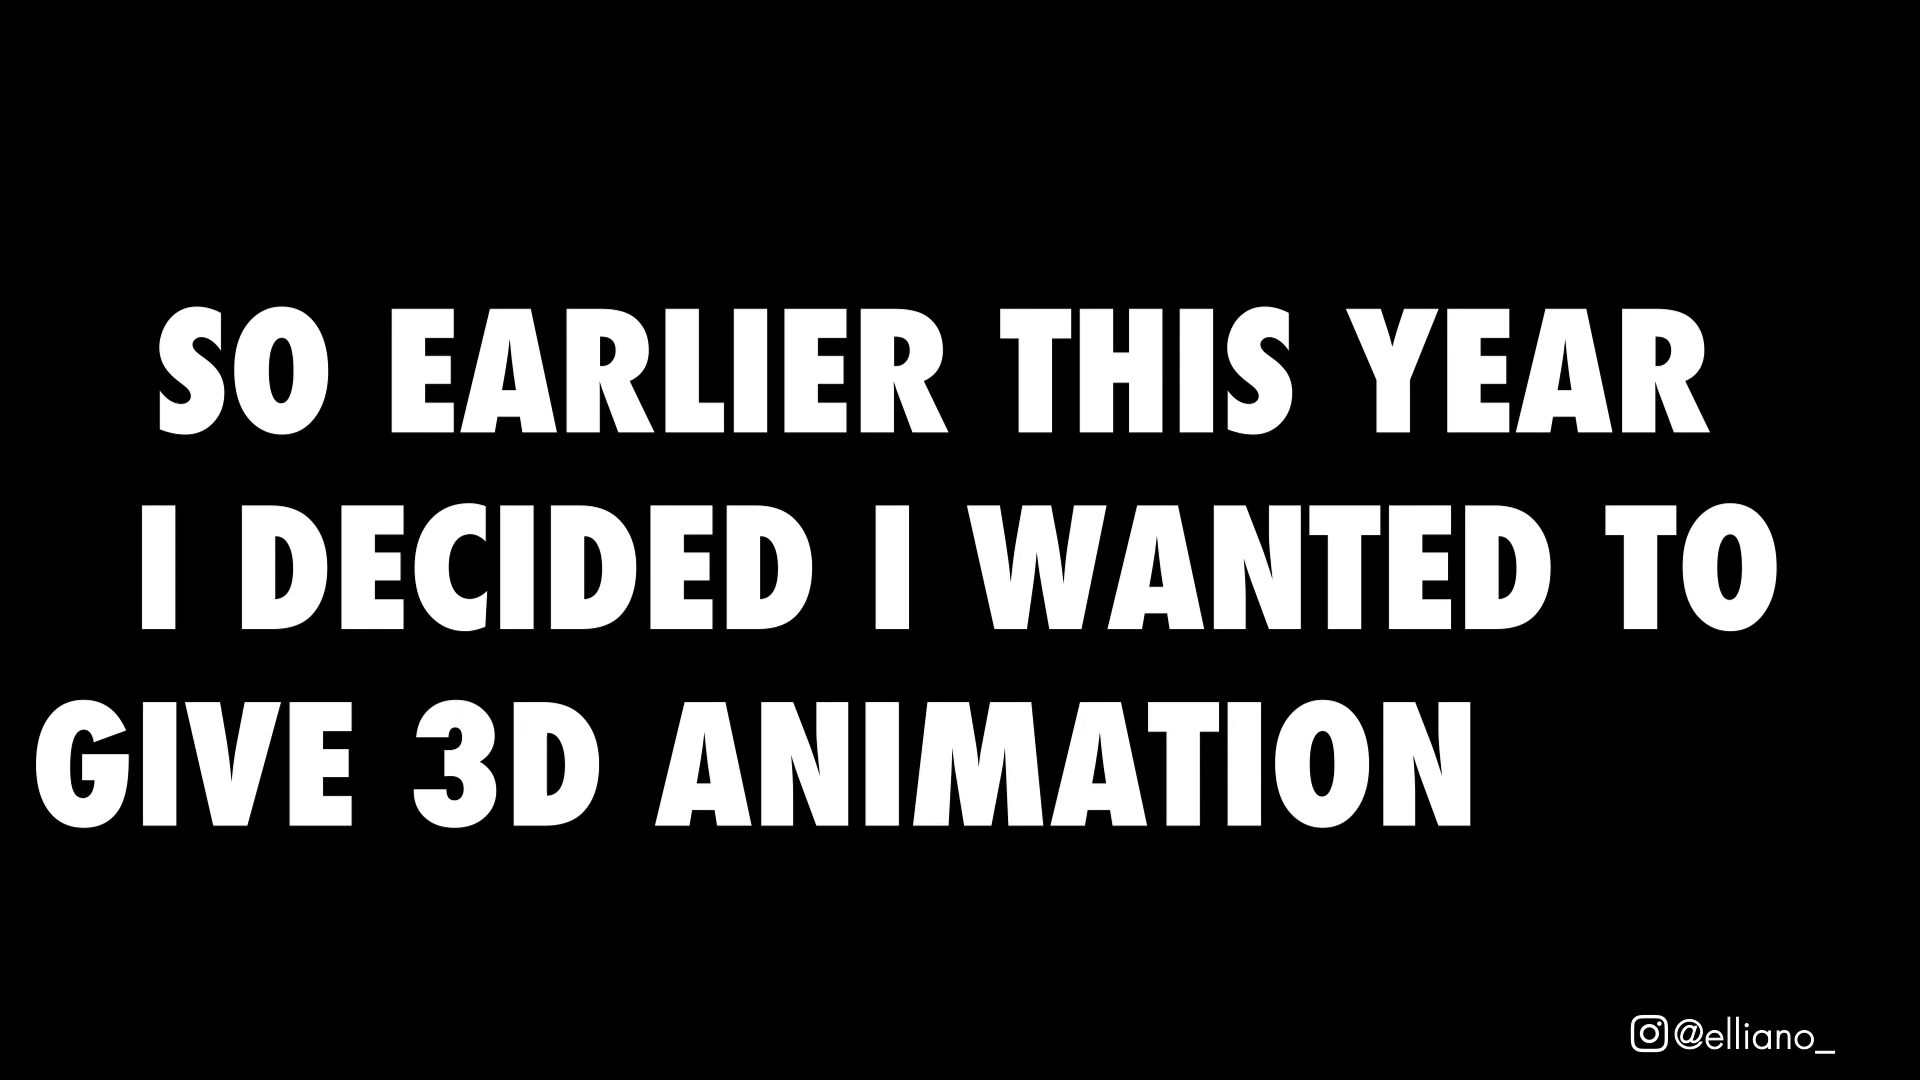 SO EARLIER THIS YEAR
I DECIDED I WANTED TO
GIVE 3D ANIMATION
@elliano_